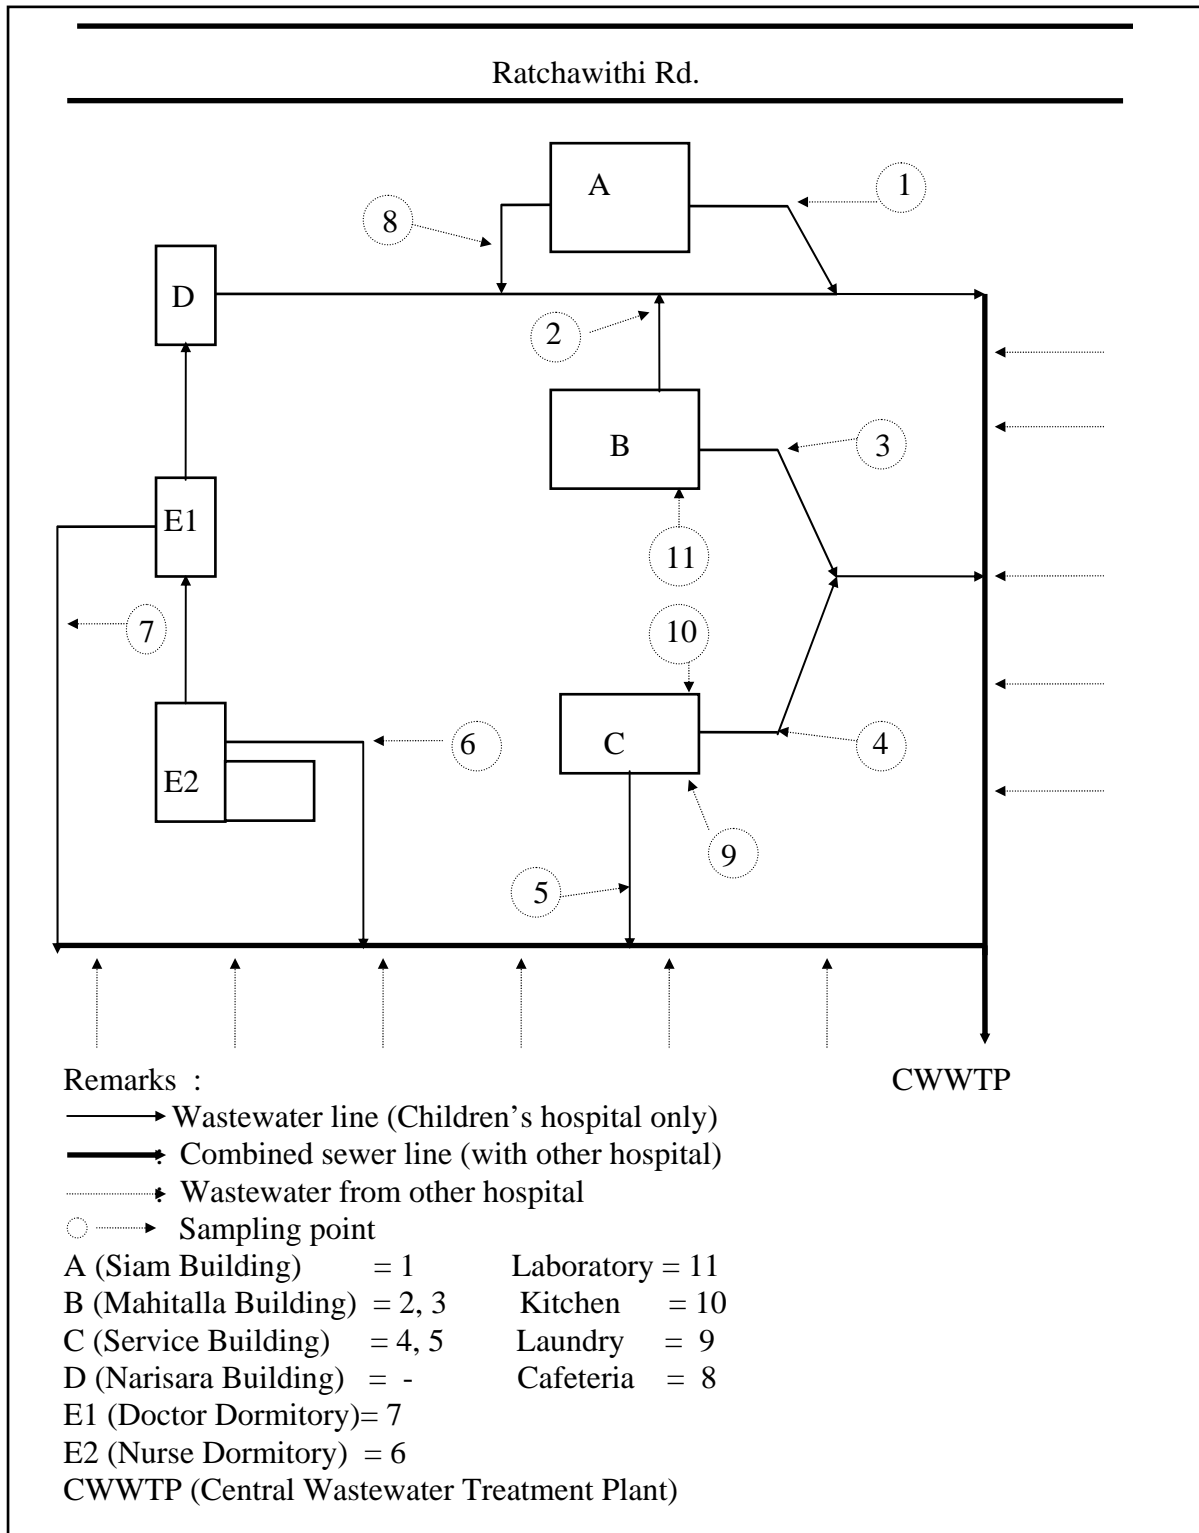 Ratchawithi Rd.
A
1
8
D
2
B
3
11
E1
10
7
C
6
4
E2
9
5
Remarks :
CWWTP
Wastewater line (Children's hospital only)
: Combined sewer line (with other hospital)
: Wastewater from other hospital
Sampling point
A (Siam Building) = 1 Laboratory = 11
B (Mahitalla Building) = 2, 3 Kitchen = 10
C (Service Building) = 4, 5 Laundry = 9
D (Narisara Building) = - Cafeteria = 8
E1 (Doctor Dormitory)= 7
E2 (Nurse Dormitory) = 6
CWWTP (Central Wastewater Treatment Plant)